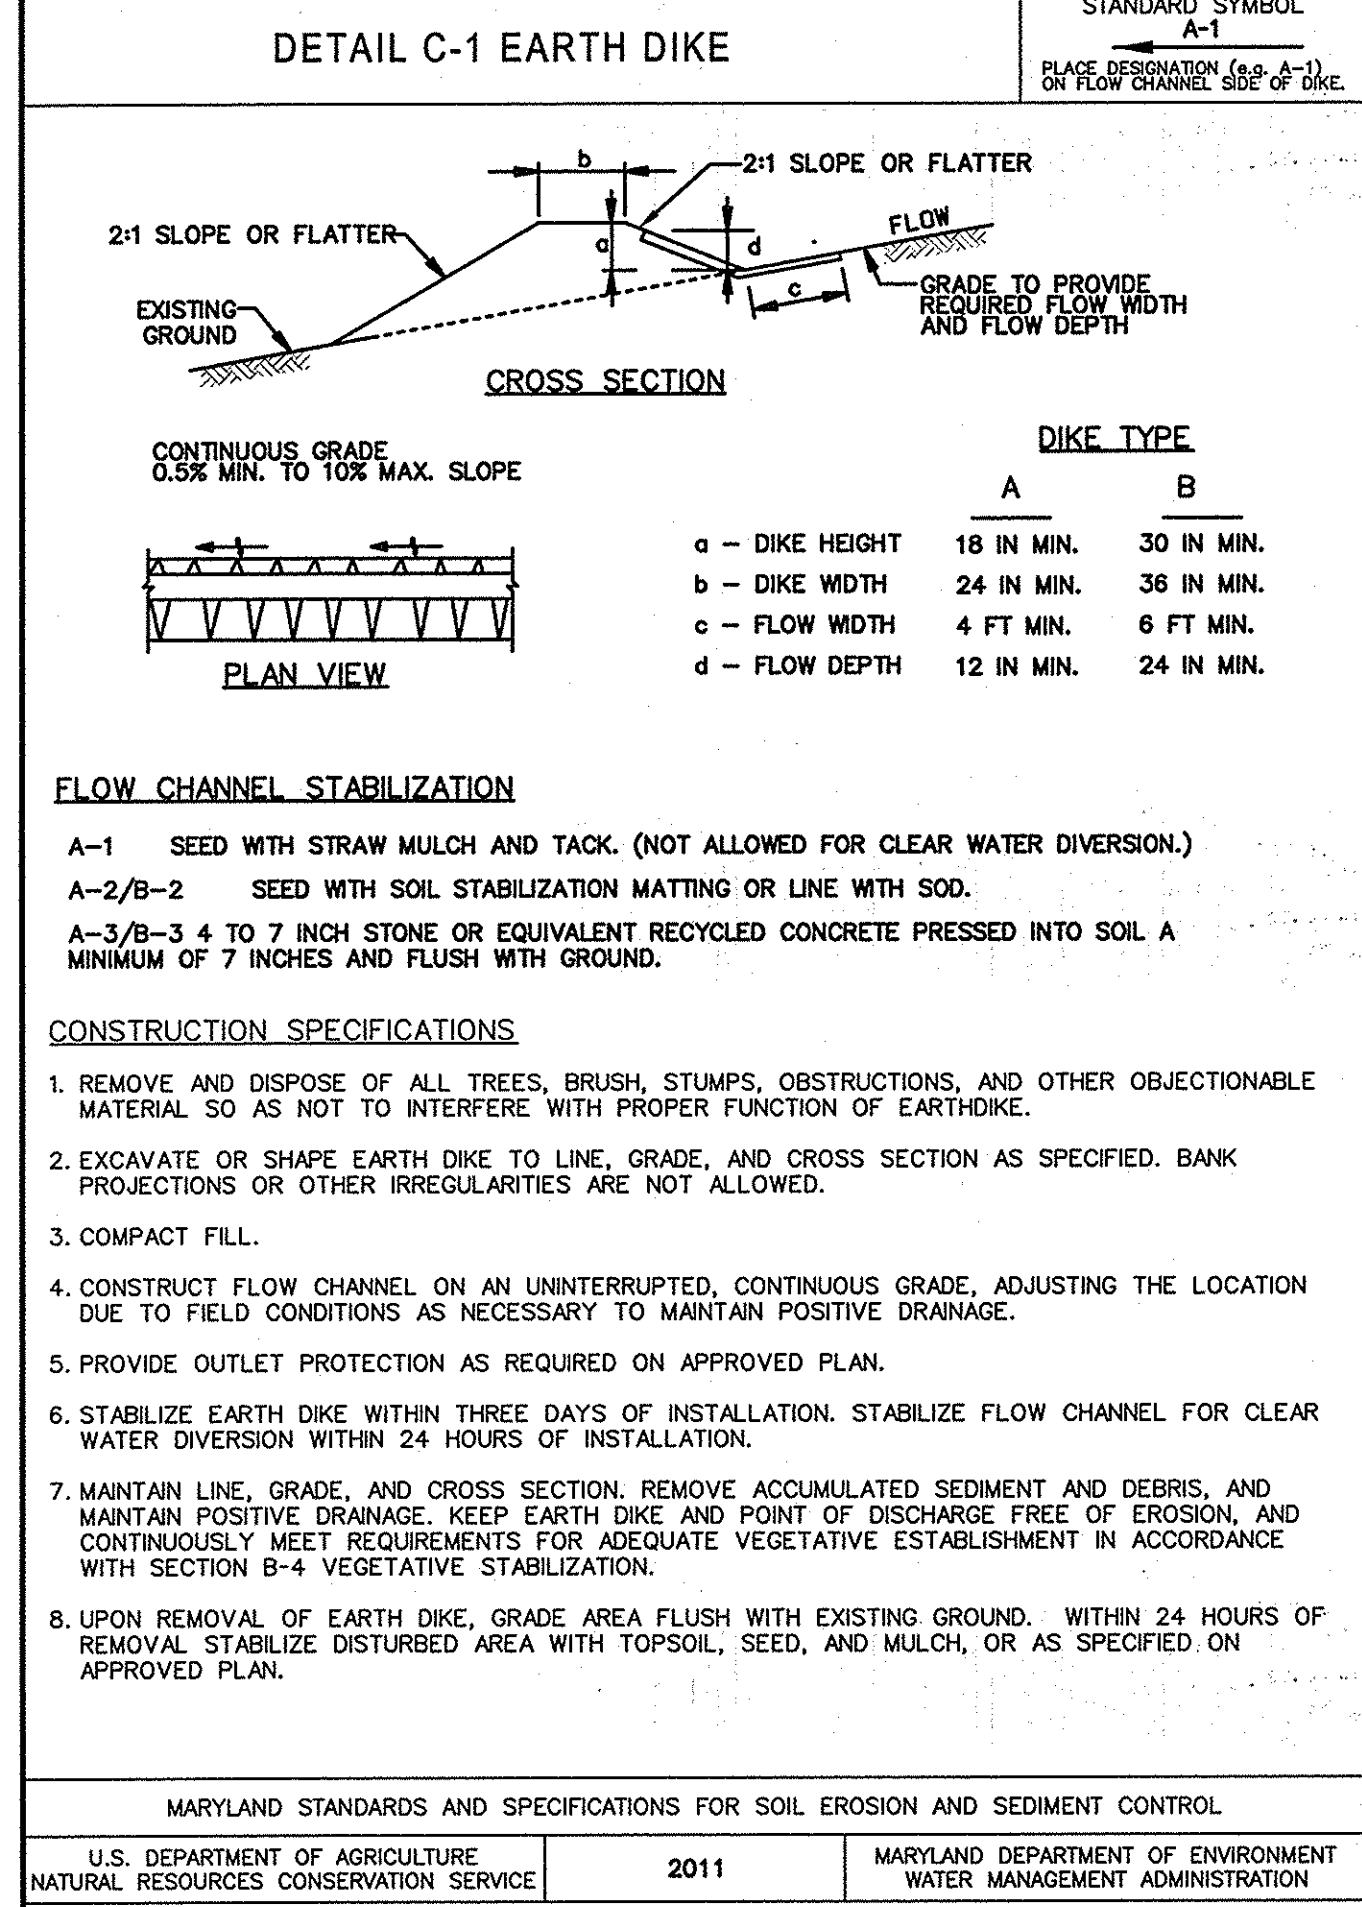 DETAIL C-1 EARTH DIKE
STANDARD SYMBOL
A-1
PLACE DESIGNATION (e.g. A-1)
ON FLOW CHANNEL SIDE OF DIKE.
b
2:1 SLOPE OR FLATTER
2:1 SLOPE OR FLATTER
a
d
FLOW
c
EXISTING
GROUND
GRADE TO PROVIDE
REQUIRED FLOW WIDTH
AND FLOW DEPTH
CROSS SECTION
CONTINUOUS GRADE
0.5% MIN. TO 10% MAX. SLOPE
PLAN VIEW
DIKE TYPE
A B
a – DIKE HEIGHT 18 IN MIN. 30 IN MIN.
b – DIKE WIDTH 24 IN MIN. 36 IN MIN.
c – FLOW WIDTH 4 FT MIN. 6 FT MIN.
d – FLOW DEPTH 12 IN MIN. 24 IN MIN.
FLOW CHANNEL STABILIZATION
A-1 SEED WITH STRAW MULCH AND TACK. (NOT ALLOWED FOR CLEAR WATER DIVERSION.)
A-2/B-2 SEED WITH SOIL STABILIZATION MATTING OR LINE WITH SOD.
A-3/B-3 4 TO 7 INCH STONE OR EQUIVALENT RECYCLED CONCRETE PRESSED INTO SOIL A
MINIMUM OF 7 INCHES AND FLUSH WITH GROUND.
CONSTRUCTION SPECIFICATIONS
1. REMOVE AND DISPOSE OF ALL TREES, BRUSH, STUMPS, OBSTRUCTIONS, AND OTHER OBJECTIONABLE
MATERIAL SO AS NOT TO INTERFERE WITH PROPER FUNCTION OF EARTHDIKE.
2. EXCAVATE OR SHAPE EARTH DIKE TO LINE, GRADE, AND CROSS SECTION AS SPECIFIED. BANK
PROJECTIONS OR OTHER IRREGULARITIES ARE NOT ALLOWED.
3. COMPACT FILL.
4. CONSTRUCT FLOW CHANNEL ON AN UNINTERRUPTED, CONTINUOUS GRADE, ADJUSTING THE LOCATION
DUE TO FIELD CONDITIONS AS NECESSARY TO MAINTAIN POSITIVE DRAINAGE.
5. PROVIDE OUTLET PROTECTION AS REQUIRED ON APPROVED PLAN.
6. STABILIZE EARTH DIKE WITHIN THREE DAYS OF INSTALLATION. STABILIZE FLOW CHANNEL FOR CLEAR
WATER DIVERSION WITHIN 24 HOURS OF INSTALLATION.
7. MAINTAIN LINE, GRADE, AND CROSS SECTION. REMOVE ACCUMULATED SEDIMENT AND DEBRIS, AND
MAINTAIN POSITIVE DRAINAGE. KEEP EARTH DIKE AND POINT OF DISCHARGE FREE OF EROSION, AND
CONTINUOUSLY MEET REQUIREMENTS FOR ADEQUATE VEGETATIVE ESTABLISHMENT IN ACCORDANCE
WITH SECTION B-4 VEGETATIVE STABILIZATION.
8. UPON REMOVAL OF EARTH DIKE, GRADE AREA FLUSH WITH EXISTING GROUND. WITHIN 24 HOURS OF
REMOVAL STABILIZE DISTURBED AREA WITH TOPSOIL, SEED, AND MULCH, OR AS SPECIFIED ON
APPROVED PLAN.
MARYLAND STANDARDS AND SPECIFICATIONS FOR SOIL EROSION AND SEDIMENT CONTROL
U.S. DEPARTMENT OF AGRICULTURE
NATURAL RESOURCES CONSERVATION SERVICE
2011
MARYLAND DEPARTMENT OF ENVIRONMENT
WATER MANAGEMENT ADMINISTRATION